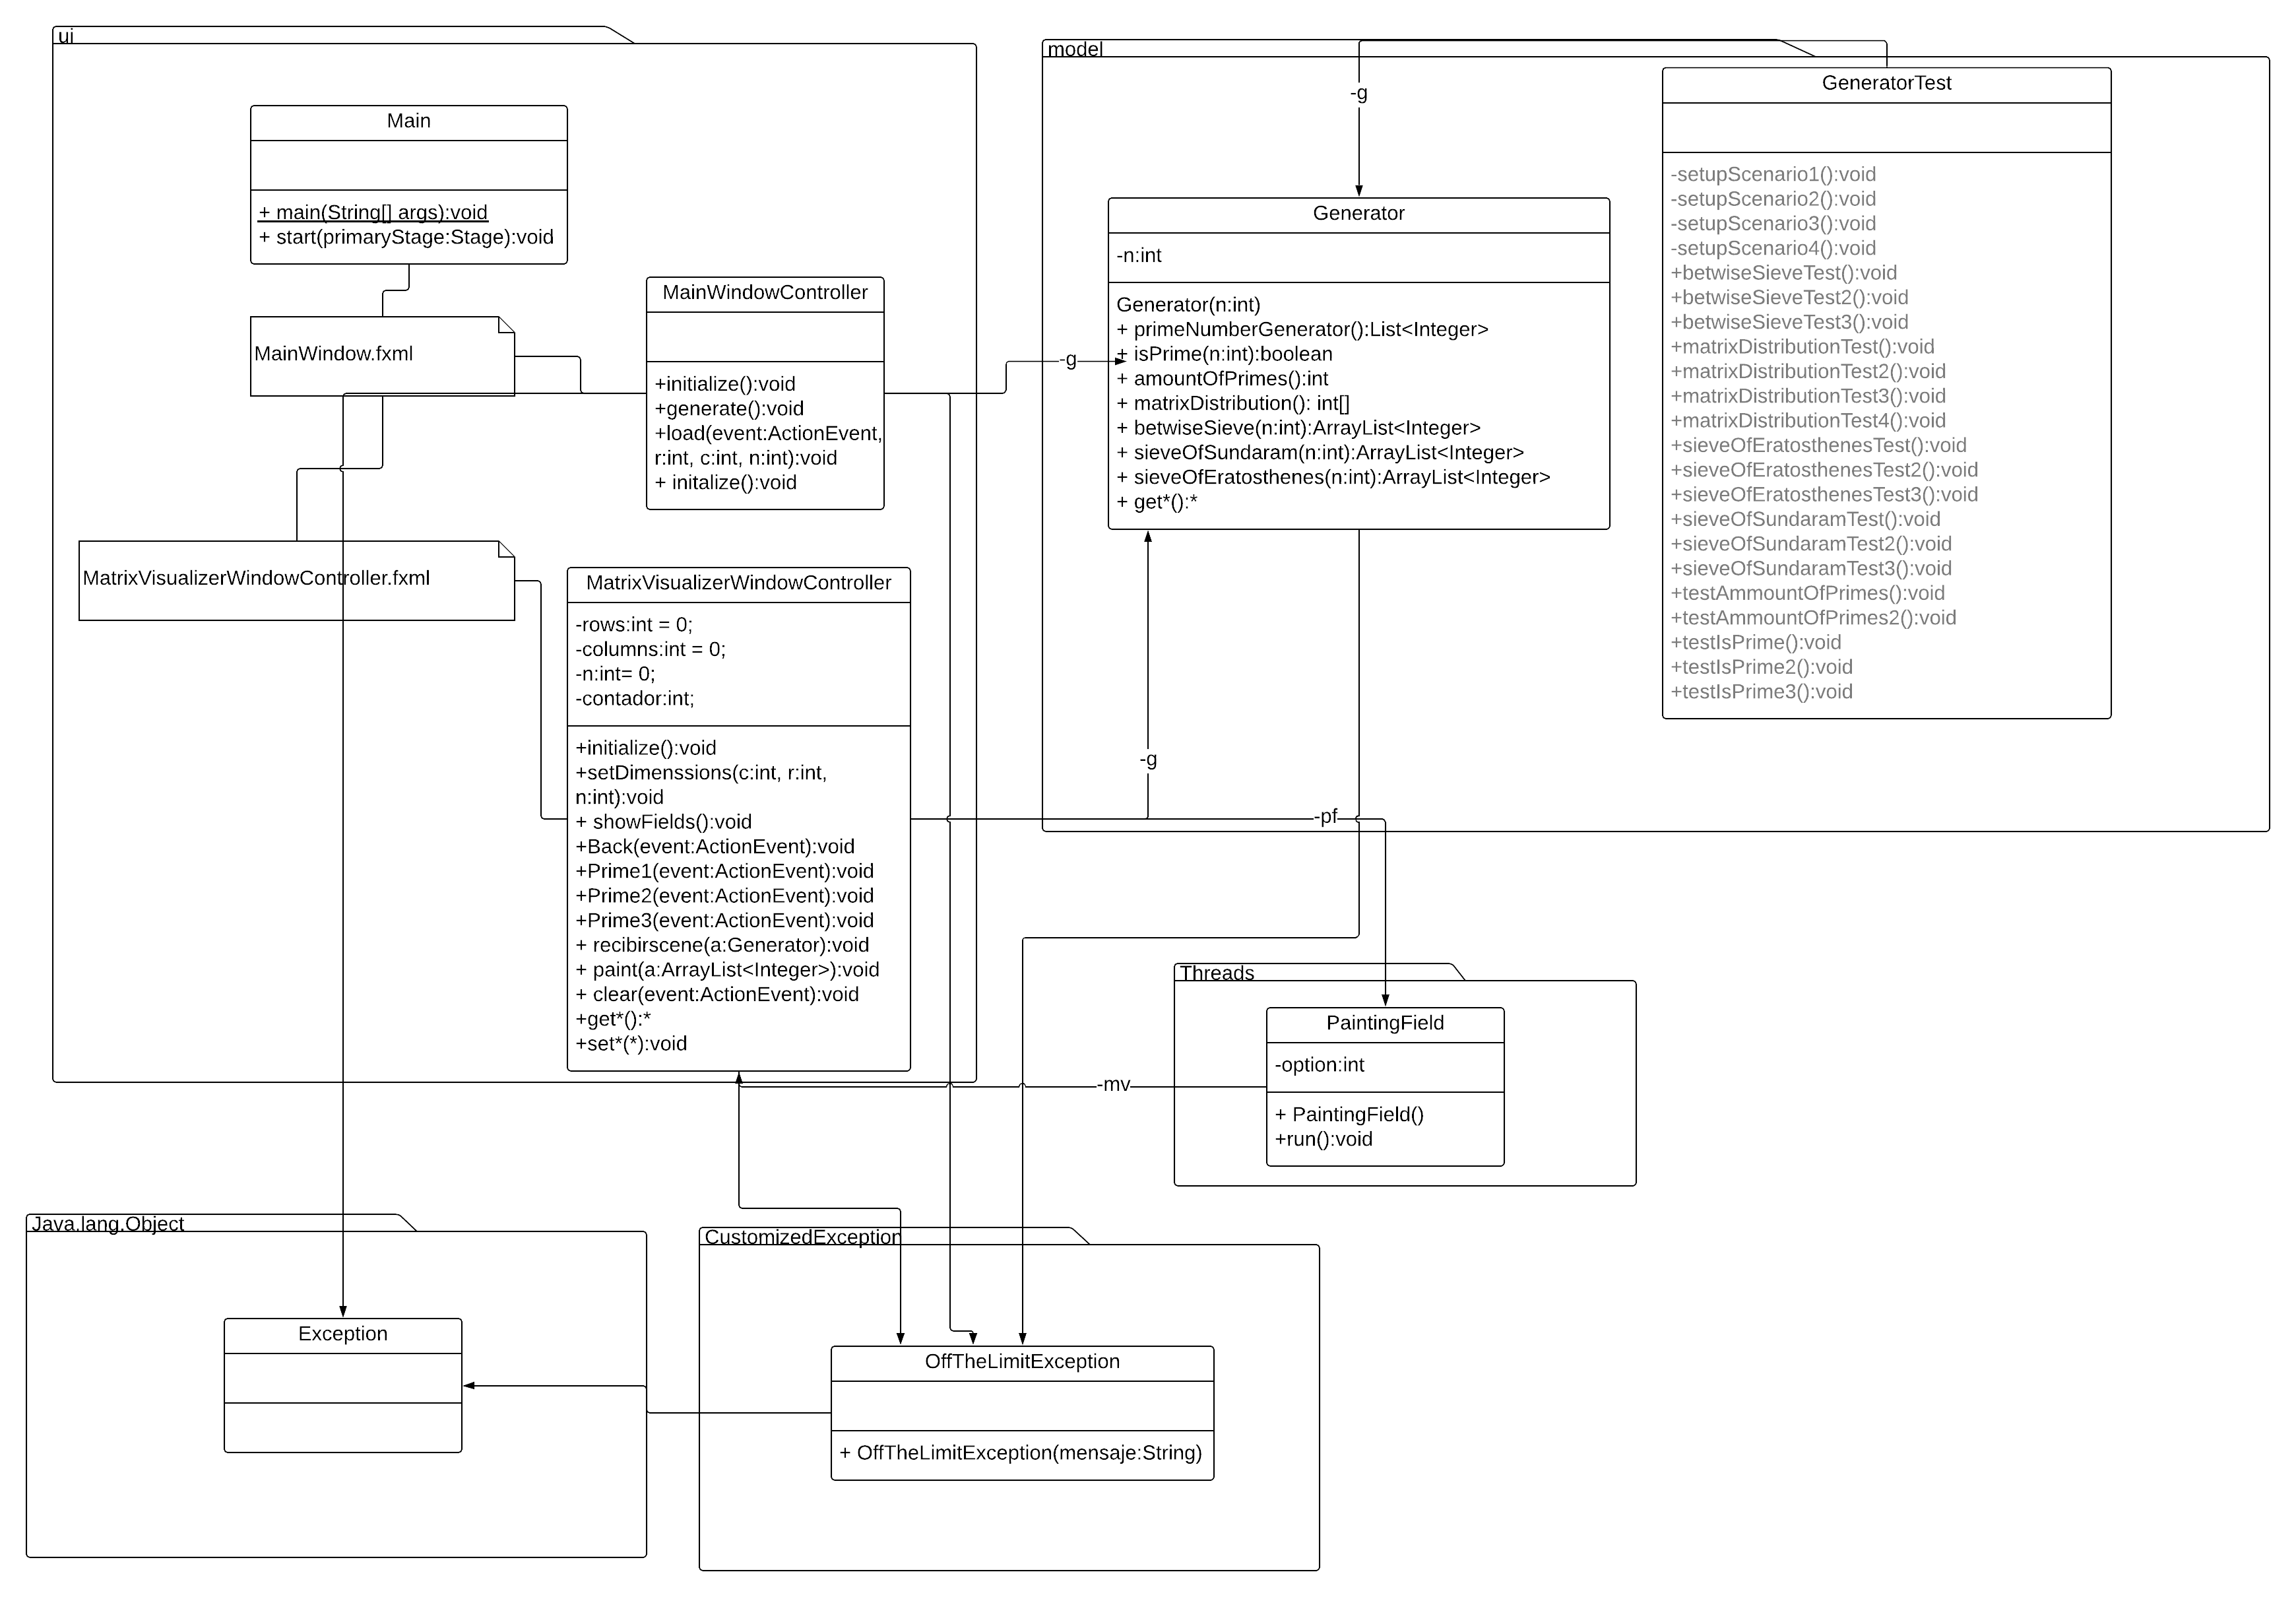 ui
Main
+ main(String[] args):void
+ start(primaryStage:Stage):void
MainWindow.fxml
MainWindowController
+initialize():void
+generate():void
+load(event:ActionEvent,
r:int, c:int, n:int):void
+ initalize():void
MatrixVisualizerWindowController.fxml
MatrixVisualizerWindowController
-rows:int = 0;
-columns:int = 0;
-n:int= 0;
-contador:int;
+initialize():void
+setDimenssions(c:int, r:int,
n:int):void
+ showFields():void
+Back(event:ActionEvent):void
+Prime1(event:ActionEvent):void
+Prime2(event:ActionEvent):void
+Prime3(event:ActionEvent):void
+ recibirscene(a:Generator):void
+ paint(a:ArrayList<Integer>):void
+ clear(event:ActionEvent):void
+get*():*
+set*(*):void
model
-g
Generator
-n:int
Generator(n:int)
+ primeNumberGenerator():List<Integer>
+ isPrime(n:int):boolean
+ amountOfPrimes():int
+ matrixDistribution(): int[]
+ betwiseSieve(n:int):ArrayList<Integer>
+ sieveOfSundaram(n:int):ArrayList<Integer>
+ sieveOfEratosthenes(n:int):ArrayList<Integer>
+ get*():*
-g
-g
-pf
GeneratorTest
-setupScenario1():void
-setupScenario2():void
-setupScenario3():void
-setupScenario4():void
+betwiseSieveTest():void
+betwiseSieveTest2():void
+betwiseSieveTest3():void
+matrixDistributionTest():void
+matrixDistributionTest2():void
+matrixDistributionTest3():void
+matrixDistributionTest4():void
+sieveOfEratosthenesTest():void
+sieveOfEratosthenesTest2():void
+sieveOfEratosthenesTest3():void
+sieveOfSundaramTest():void
+sieveOfSundaramTest2():void
+sieveOfSundaramTest3():void
+testAmmountOfPrimes():void
+testAmmountOfPrimes2():void
+testIsPrime():void
+testIsPrime2():void
+testIsPrime3():void
Threads
PaintingField
-option:int
+ PaintingField()
+run():void
-mv
Java.lang.Object
Exception
CustomizedException
OffTheLimitException
+ OffTheLimitException(mensaje:String)